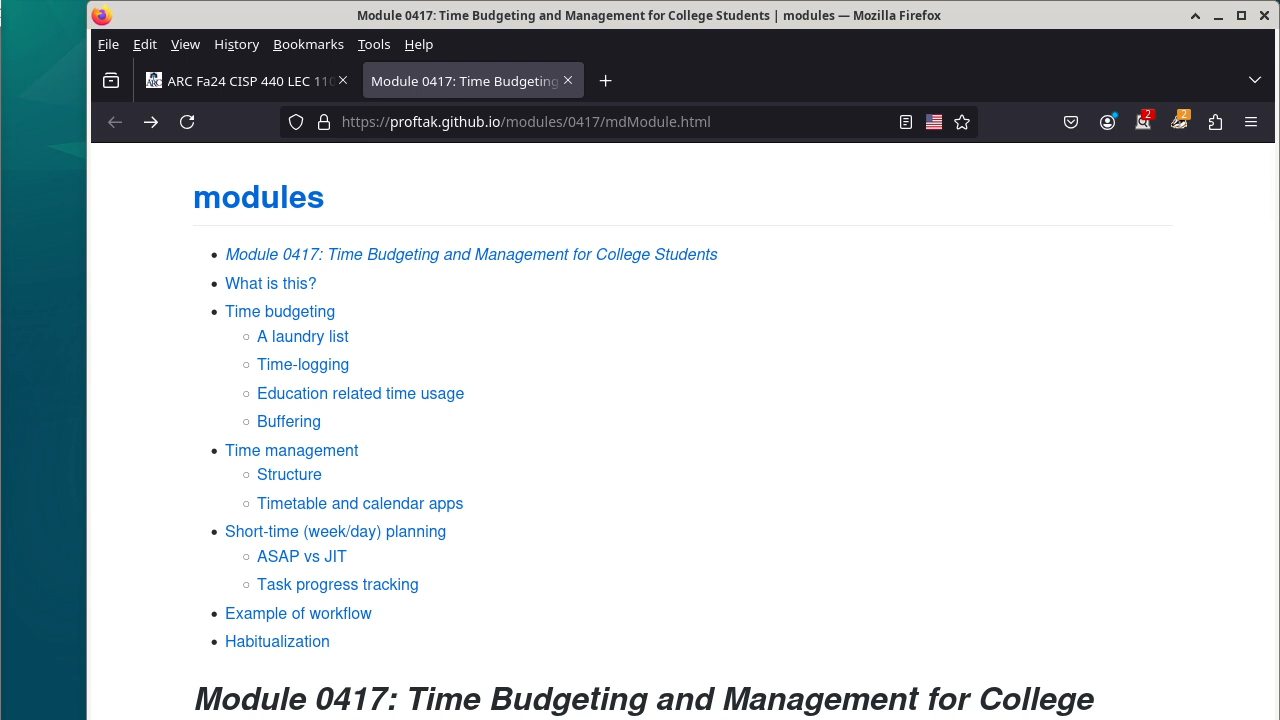 Module 0417: Time Budgeting and Management for College Students | modules — Mozilla Firefox
File Edit View History Bookmarks Tools Help
ARC Fa24 CISP 440 LEC 110
Module 0417: Time Budgeting
https://proftak.github.io/modules/0417/mdModule.html
2
2
modules
Module 0417: Time Budgeting and Management for College Students
What is this?
Time budgeting
A laundry list
Time-logging
Education related time usage
Buffering
Time management
Structure
Timetable and calendar apps
Short-time (week/day) planning
ASAP vs JIT
Task progress tracking
Example of workflow
Habitualization
Module 0417: Time Budgeting and Management for College